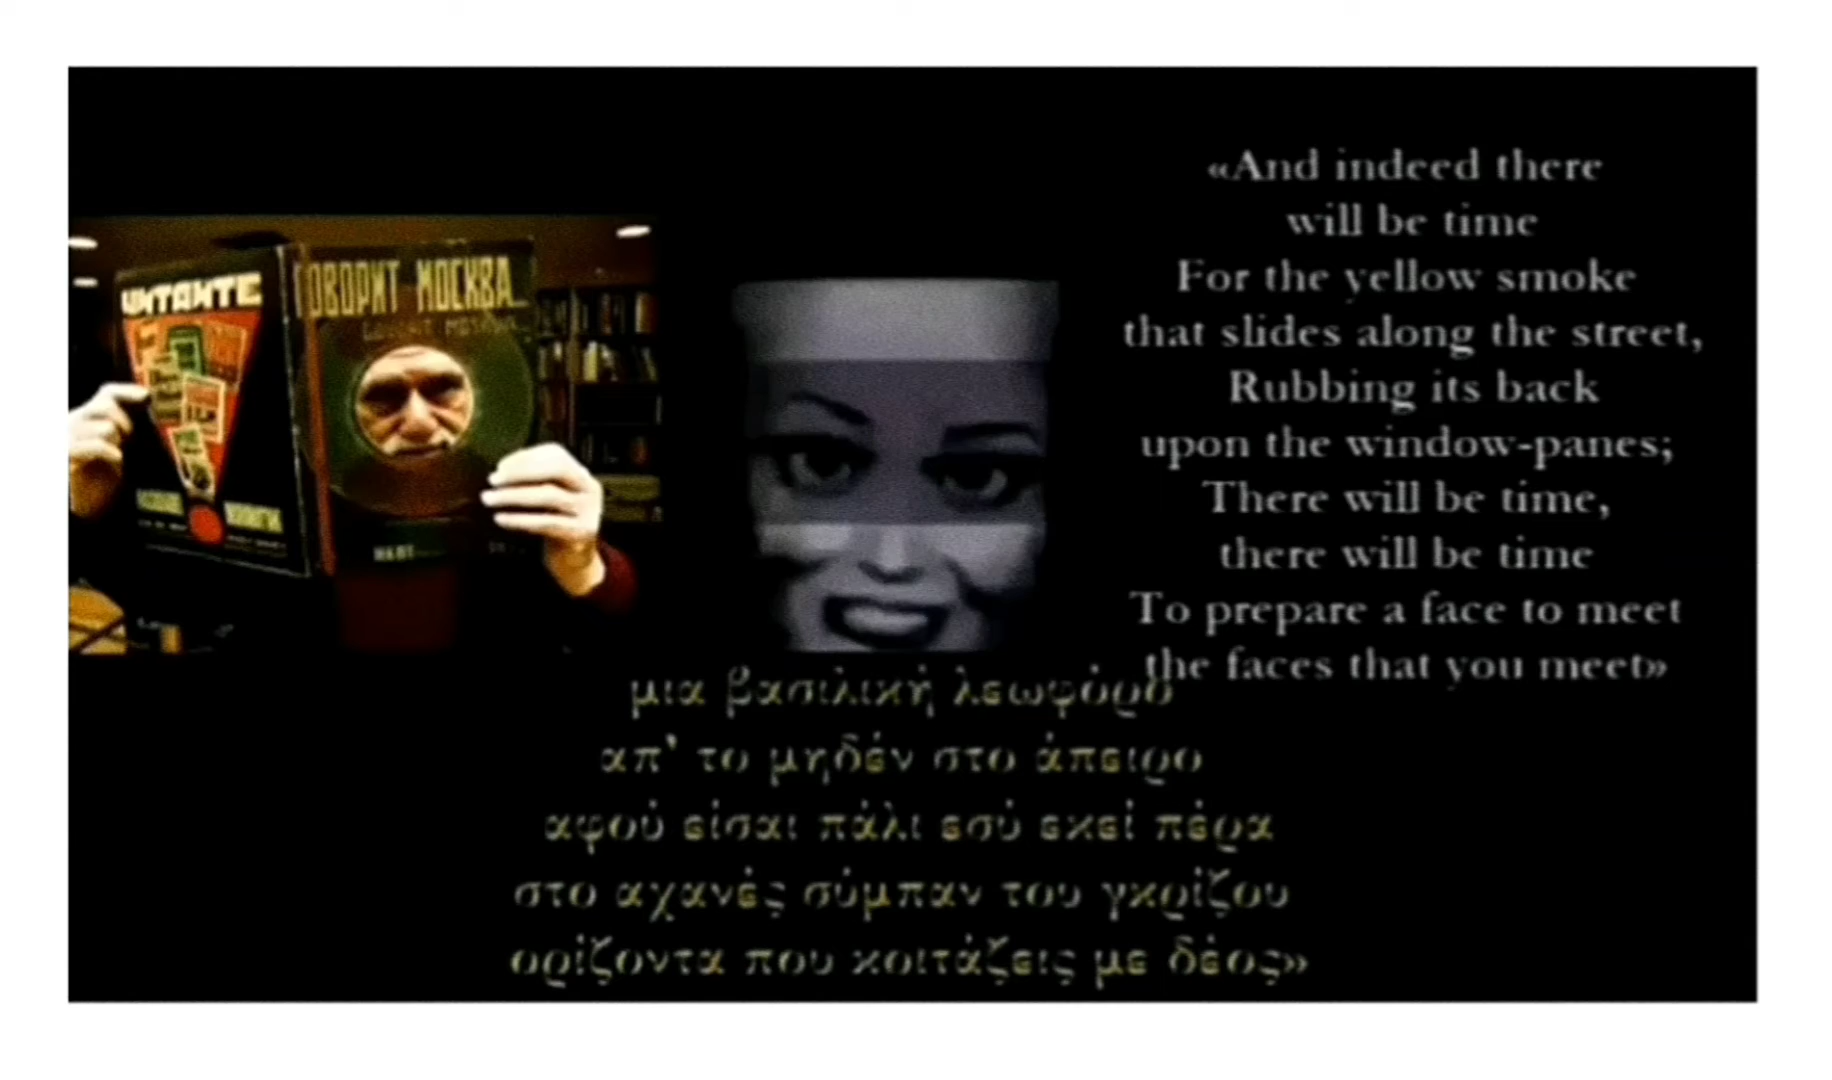 «And indeed there
will be time
For the yellow smoke
that slides along the street,
Rubbing its back
upon the window-panes;
There will be time,
there will be time
To prepare a face to meet
the faces that you meet»
ЧИТАЙТЕ
ГОВОРИТ МОСКВА...
μια βασιλική λεωφόρο
απ' το μηδέν στο άπειρο
αφού είσαι πάλι εσύ εκεί πέρα
στο αχανές σύμπαν του γκρίζου
ορίζοντα που κοιτάζεις με δέος»